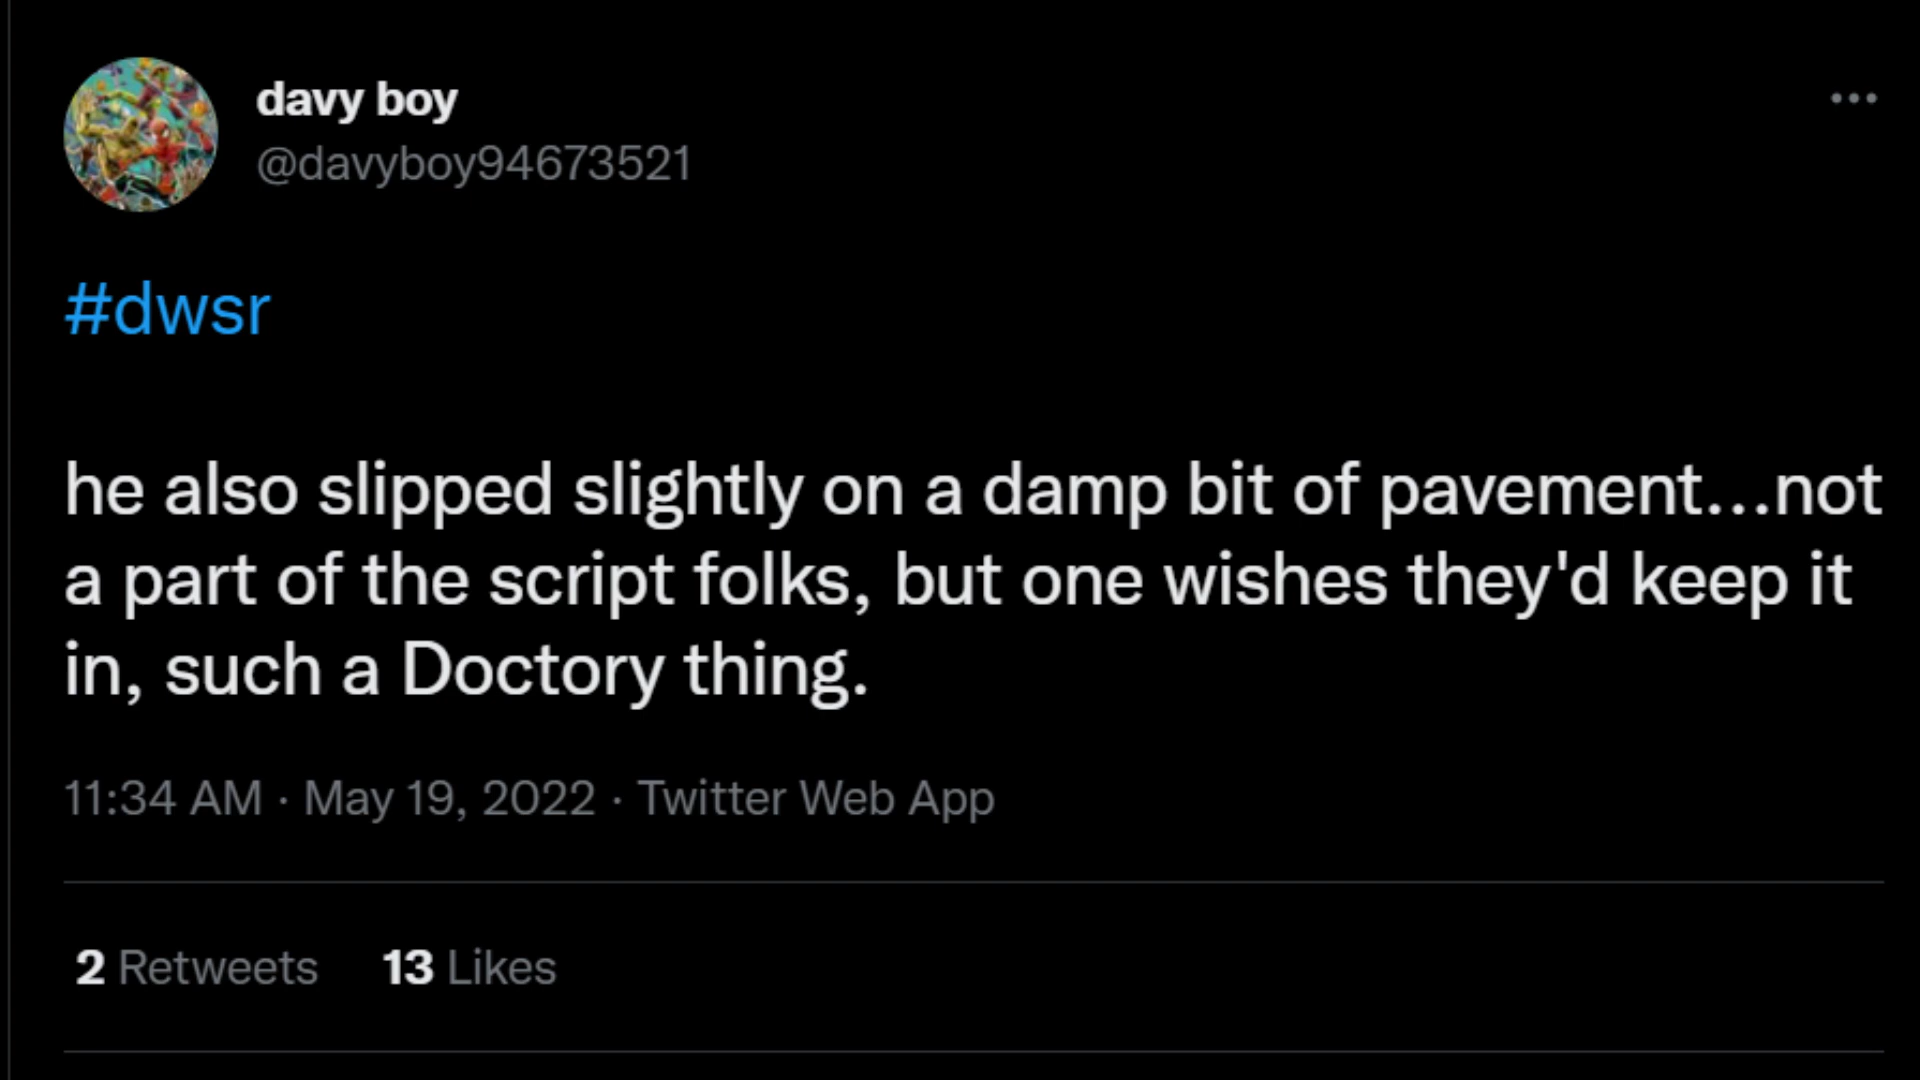 davy boy
@davyboy94673521
#dwsr
he also slipped slightly on a damp bit of pavement...not
a part of the script folks, but one wishes they'd keep it
in, such a Doctory thing.
11:34 AM · May 19, 2022 · Twitter Web App
2 Retweets 13 Likes